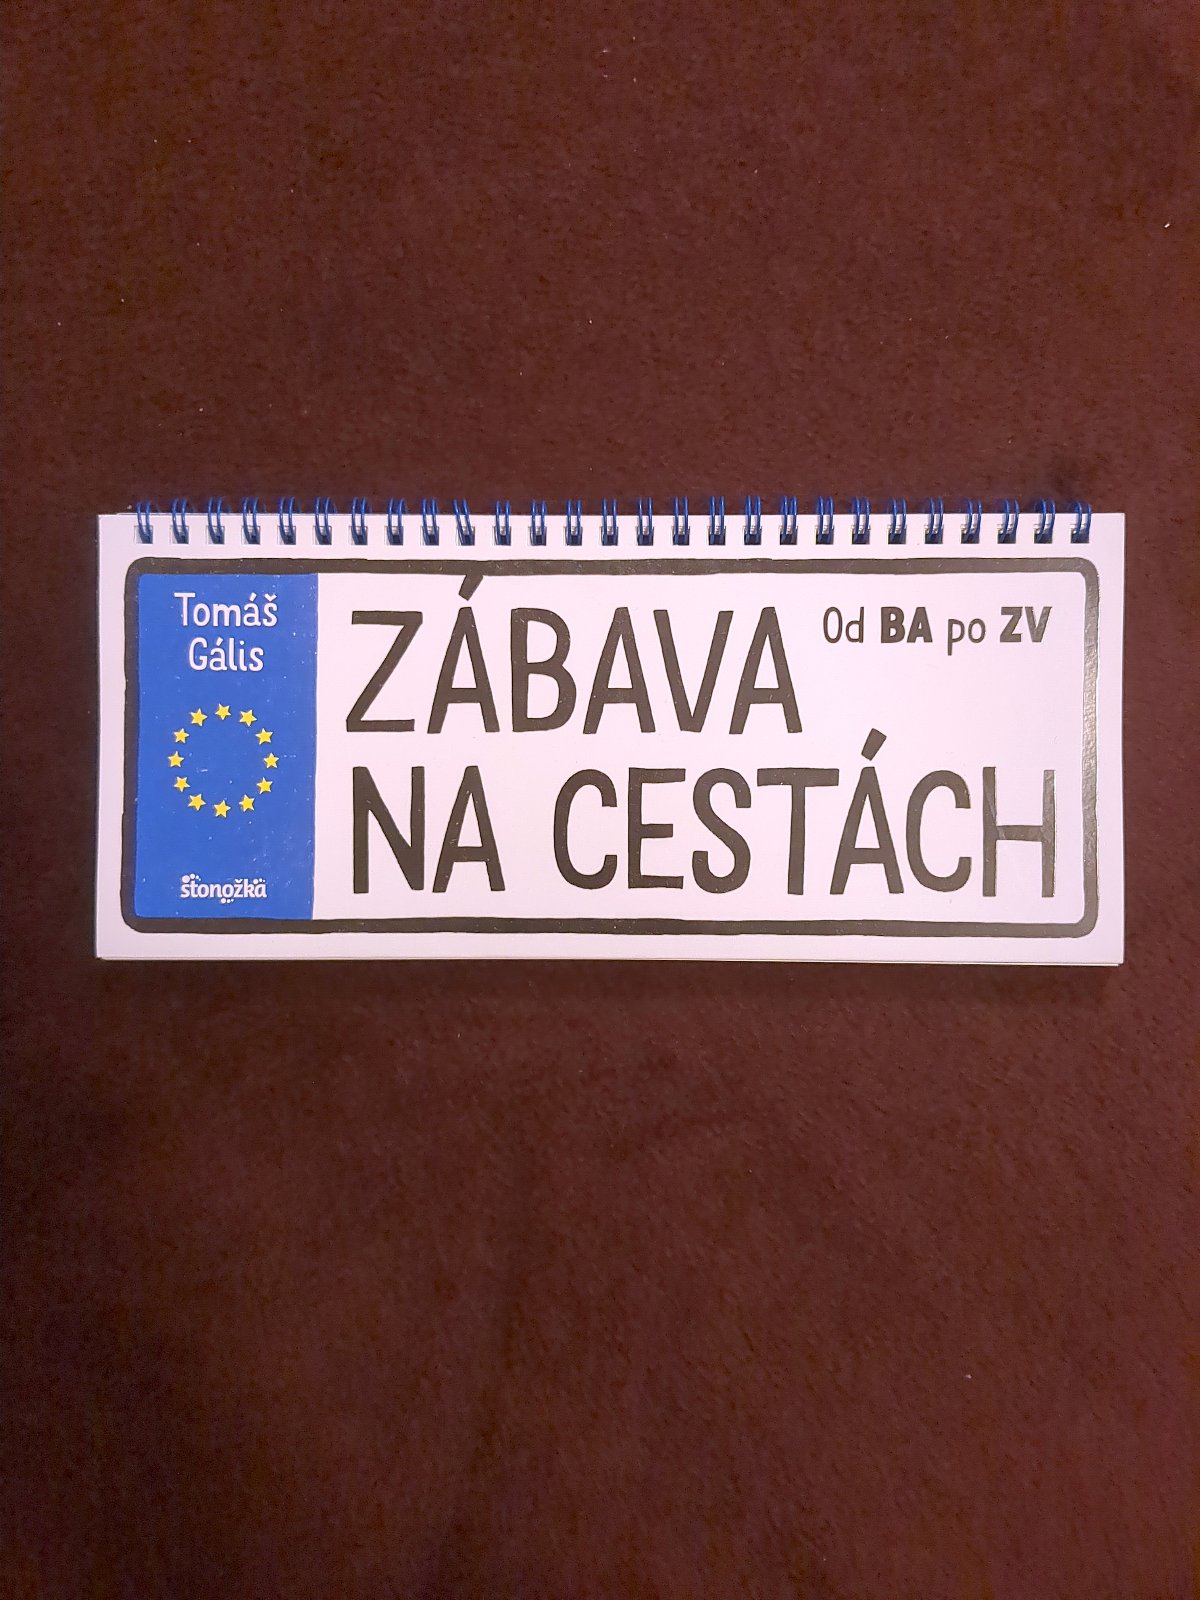 Tomáš
Gális
stonožka
ZÁBAVA
Od BA po ZV
NA CESTÁCH